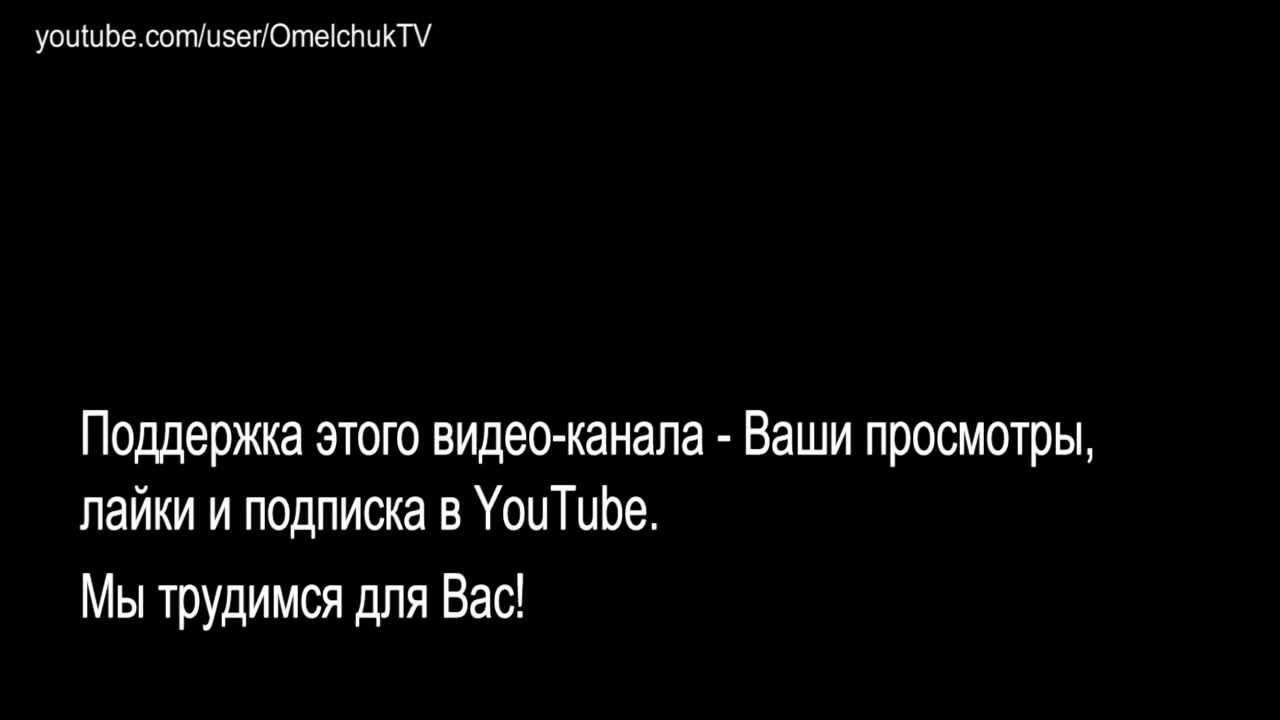 youtube.com/user/OmelchukTV
Поддержка этого видео-канала - Ваши просмотры,
лайки и подписка в YouTube.
Мы трудимся для Вас!